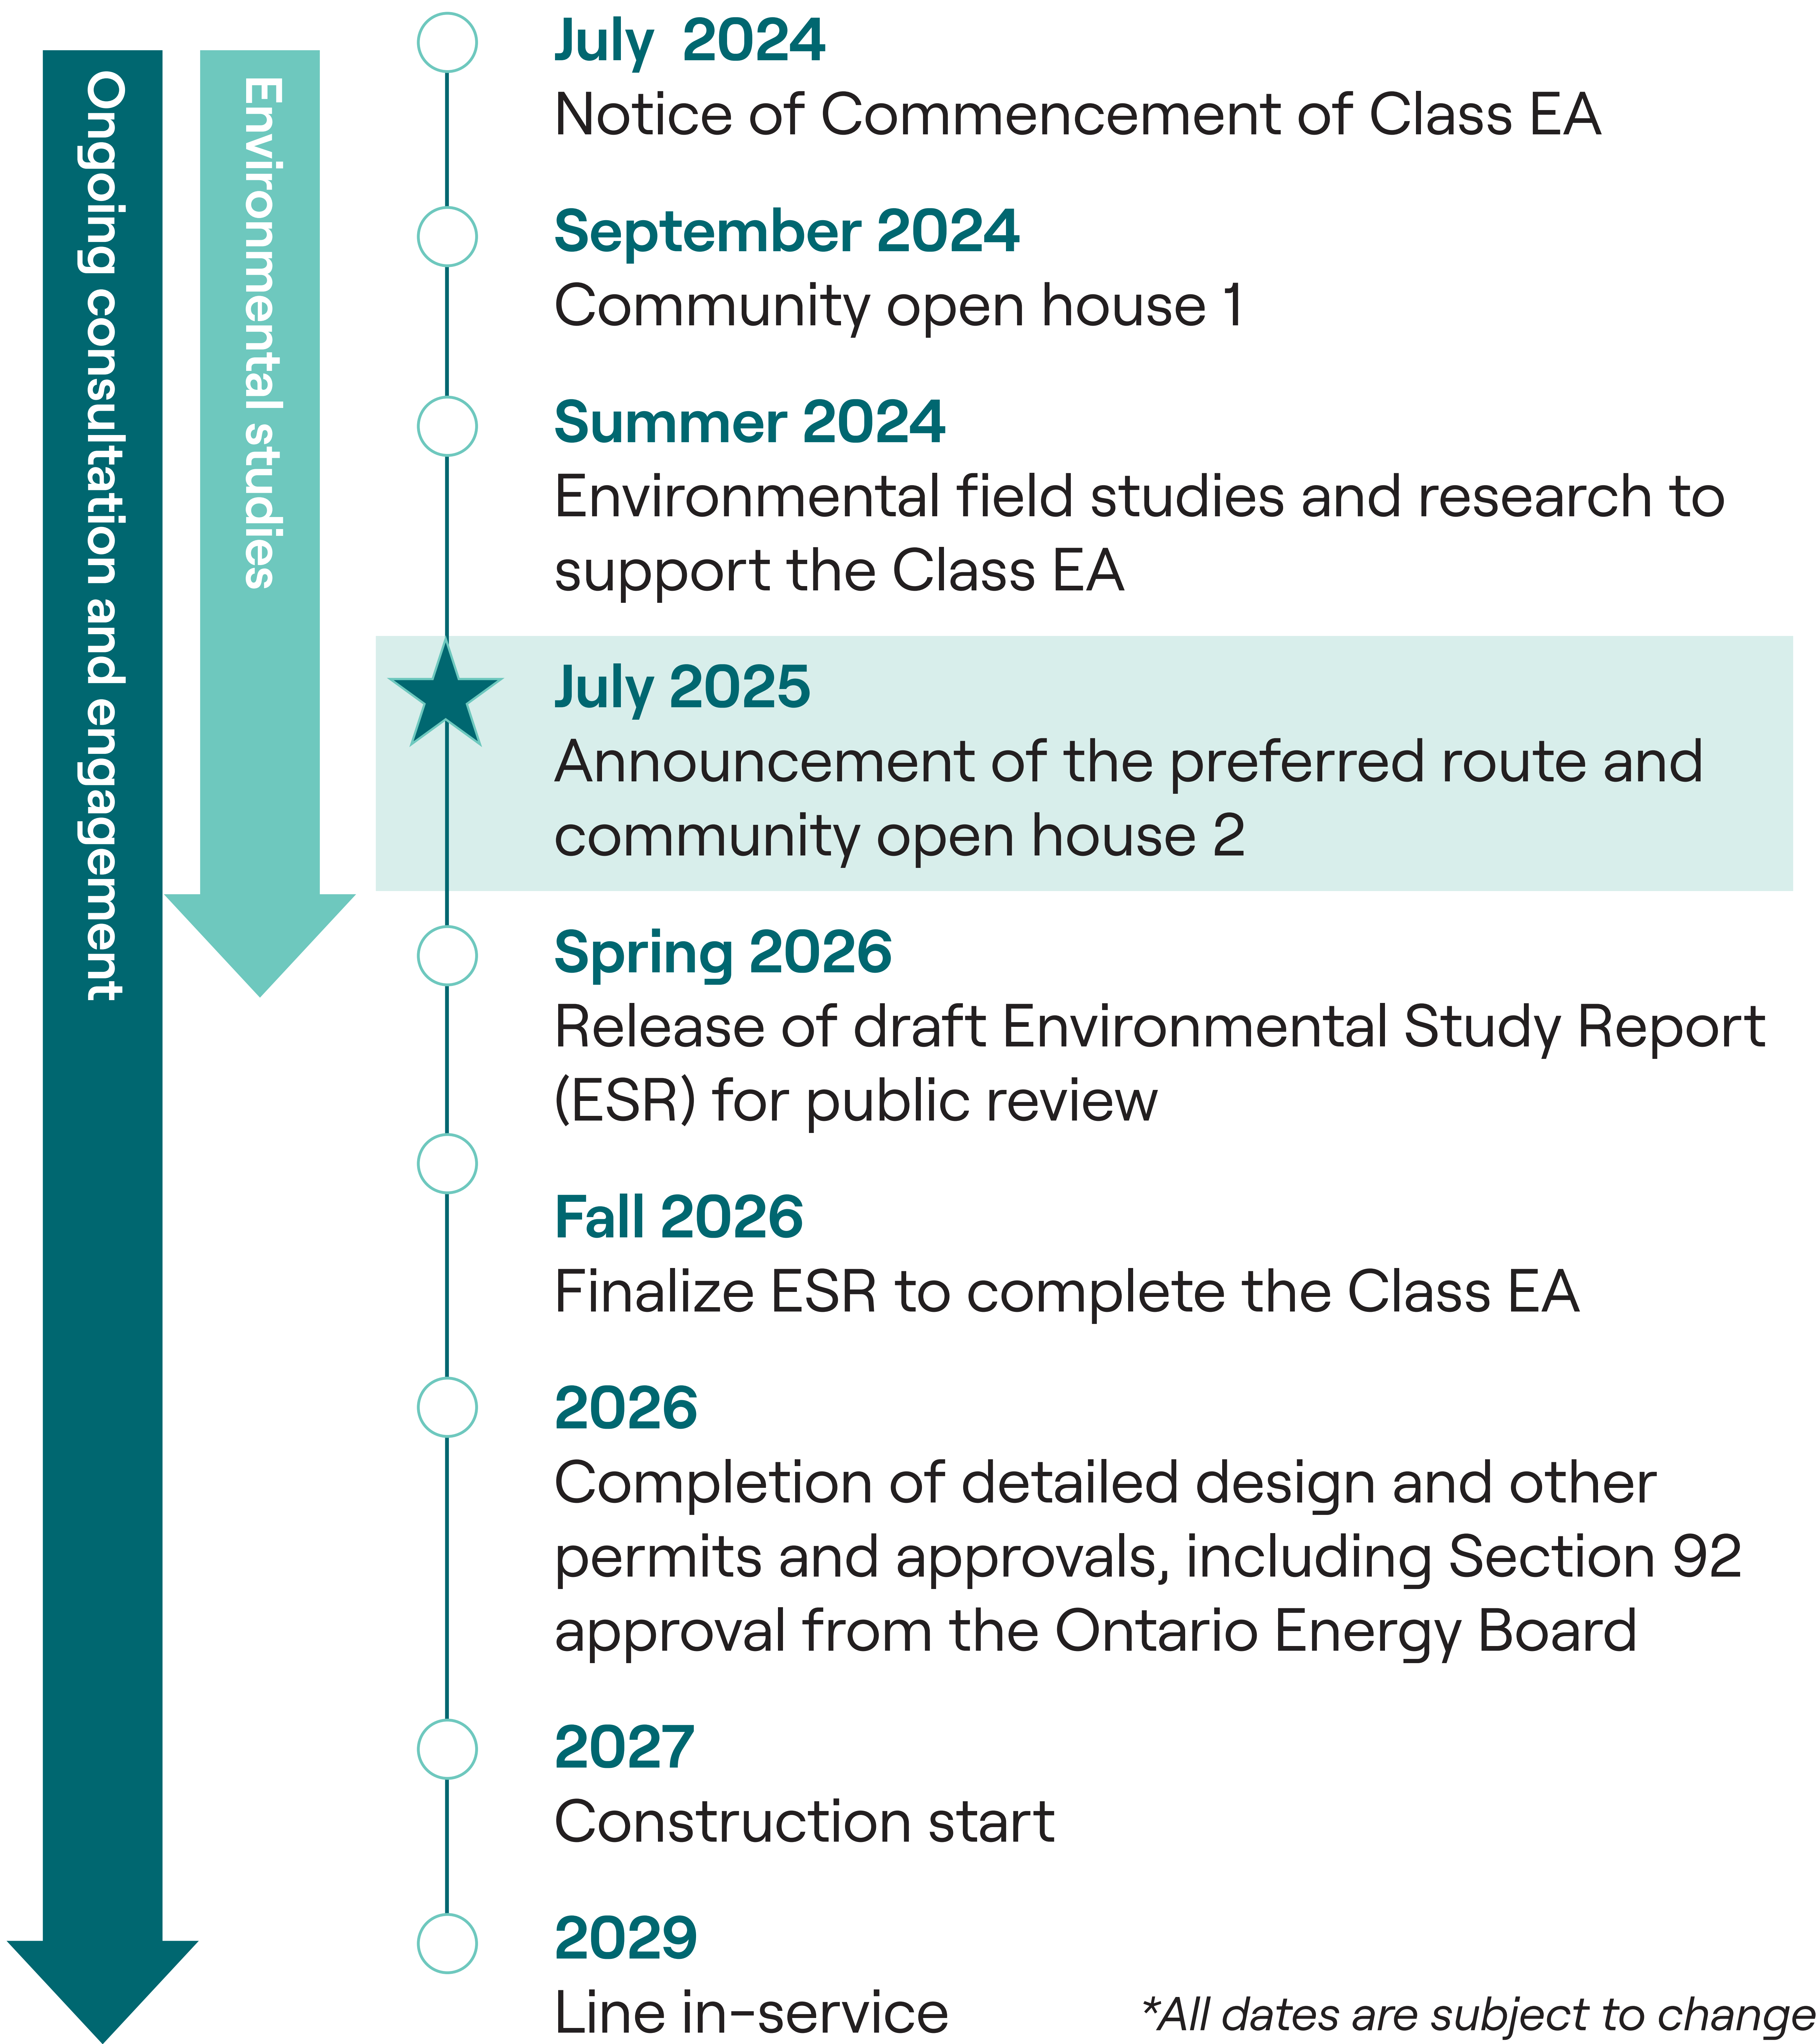 Ongoing consultation and engagement
Environmental studies
July 2024
Notice of Commencement of Class EA
September 2024
Community open house 1
Summer 2024
Environmental field studies and research to
support the Class EA
July 2025
Announcement of the preferred route and
community open house 2
Spring 2026
Release of draft Environmental Study Report
(ESR) for public review
Fall 2026
Finalize ESR to complete the Class EA
2026
Completion of detailed design and other
permits and approvals, including Section 92
approval from the Ontario Energy Board
2027
Construction start
2029
Line in-service
*All dates are subject to change